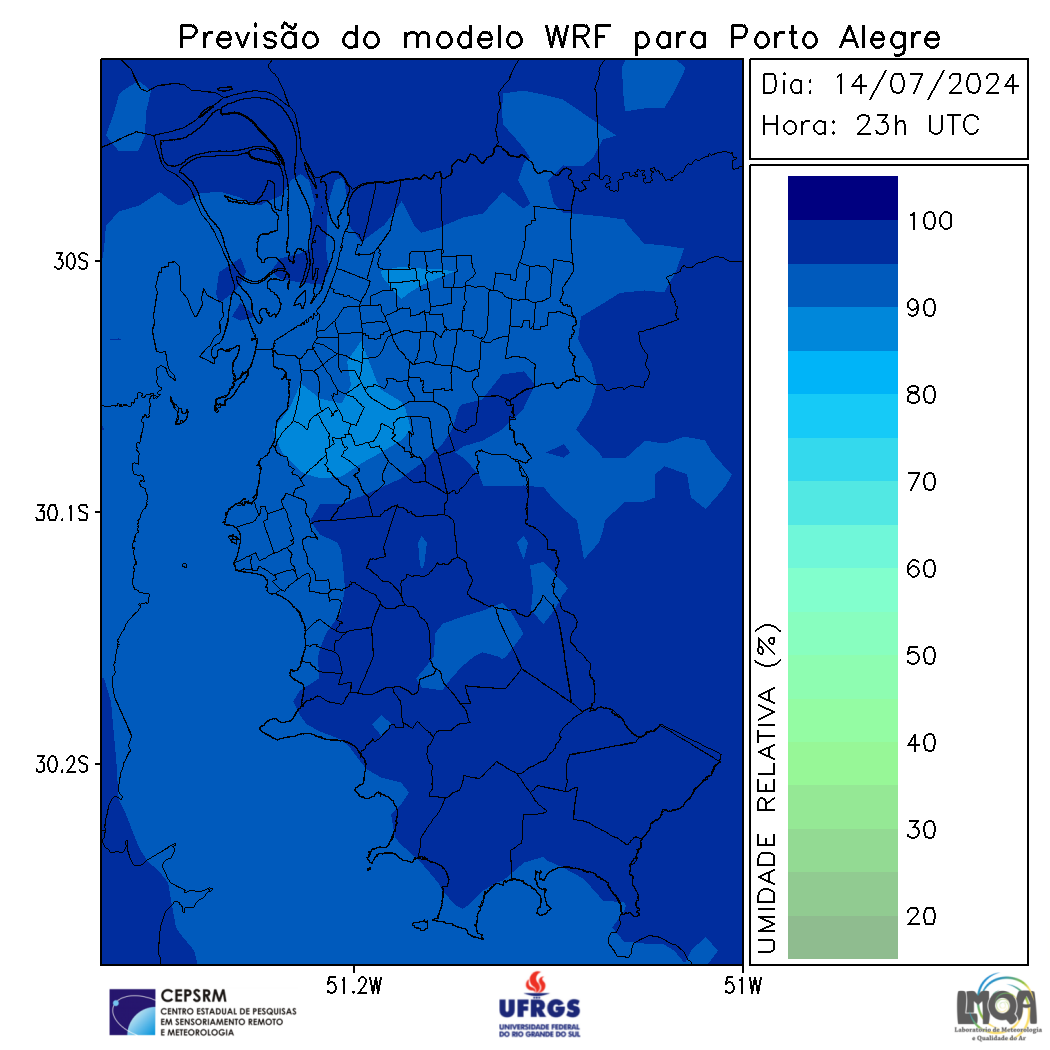 Previsão do modelo WRF para Porto Alegre
Dia: 14/07/2024
Hora: 23h UTC
100
90
80
70
60
50
40
30
20
UMIDADE RELATIVA (%)
30S
30.1S
30.2S
51.2W
51W
CEPSRM
CENTRO ESTADUAL DE PESQUISAS
EM SENSORIAMENTO REMOTO
E METEOROLOGIA
UFRGS
UNIVERSIDADE FEDERAL
DO RIO GRANDE DO SUL
LMQA
Laboratório de Meteorologia
e Qualidade do Ar